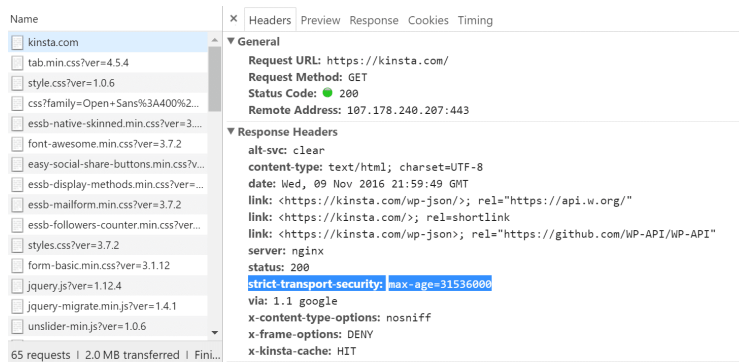 Name
kinsta.com
tab.min.css?ver=4.5.4
style.css?ver=1.0.6
css?family=Open+Sans%3A400%2...
essb-native-skinned.min.css?ver=3....
font-awesome.min.css?ver=3.7.2
easy-social-share-buttons.min.css?v...
essb-display-methods.min.css?ver=...
essb-mailform.min.css?ver=3.7.2
essb-followers-counter.min.css?ver...
styles.css?ver=3.7.2
form-basic.min.css?ver=3.1.12
jquery.js?ver=1.12.4
jquery-migrate.min.js?ver=1.4.1
unslider-min.js?ver=1.0.6
65 requests | 2.0 MB transferred | Fini...
× Headers Preview Response Cookies Timing
▼ General
Request URL: https://kinsta.com/
Request Method: GET
Status Code: 200
Remote Address: 107.178.240.207:443
▼ Response Headers
alt-svc: clear
content-type: text/html; charset=UTF-8
date: Wed, 09 Nov 2016 21:59:49 GMT
link: <https://kinsta.com/wp-json/>; rel="https://api.w.org/"
link: <https://kinsta.com/>; rel=shortlink
link: <https://kinsta.com/wp-json>; rel="https://github.com/WP-API/WP-API"
server: nginx
status: 200
strict-transport-security: max-age=31536000
via: 1.1 google
x-content-type-options: nosniff
x-frame-options: DENY
x-kinsta-cache: HIT